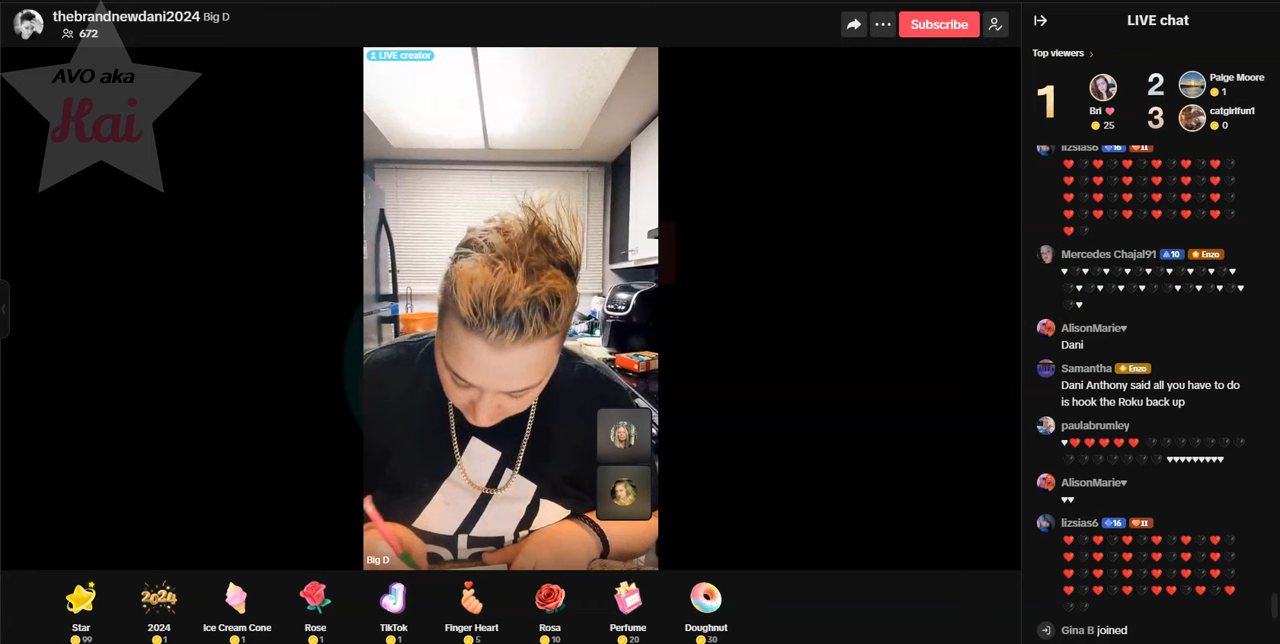 thebrandnewdani2024 Big D
672
Subscribe
LIVE chat
AVO aka
Kai
LIVE creator
Big D
Top viewers
1
Bri
25
2
Paige Moore
1
3
catgirlfun1
0
lizsias6 16 II
Mercedes Chajal91 10 Enzo
AlisonMarie♥
Dani
Samantha Enzo
Dani Anthony said all you have to do
is hook the Roku back up
paulabrumley
AlisonMarie♥
♥♥
lizsias6 16 II
Gina B joined
Star
99
2024
2024
1
Ice Cream Cone
1
Rose
1
TikTok
1
Finger Heart
5
Rosa
10
Perfume
20
Doughnut
30